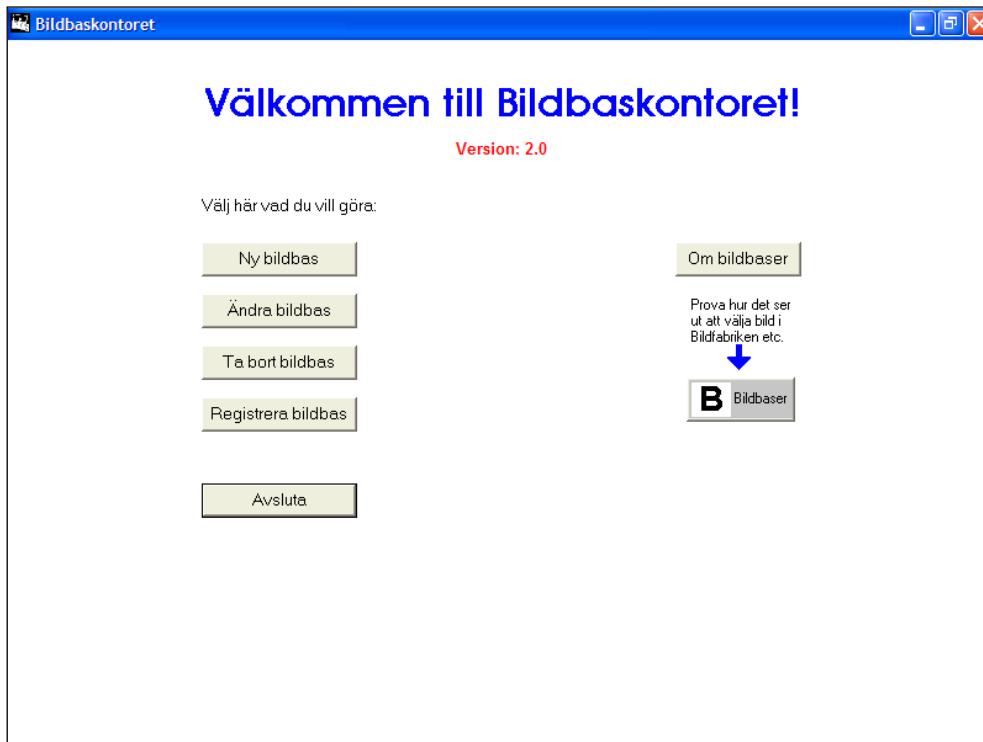 Bildbaskontoret
Välkommen till Bildbaskontoret!
Version: 2.0
Välj här vad du vill göra:
Ny bildbas
Ändra bildbas
Ta bort bildbas
Registrera bildbas
Avsluta
Om bildbaser
Prova hur det ser
ut att välja bild i
Bildfabriken etc.
B Bildbaser